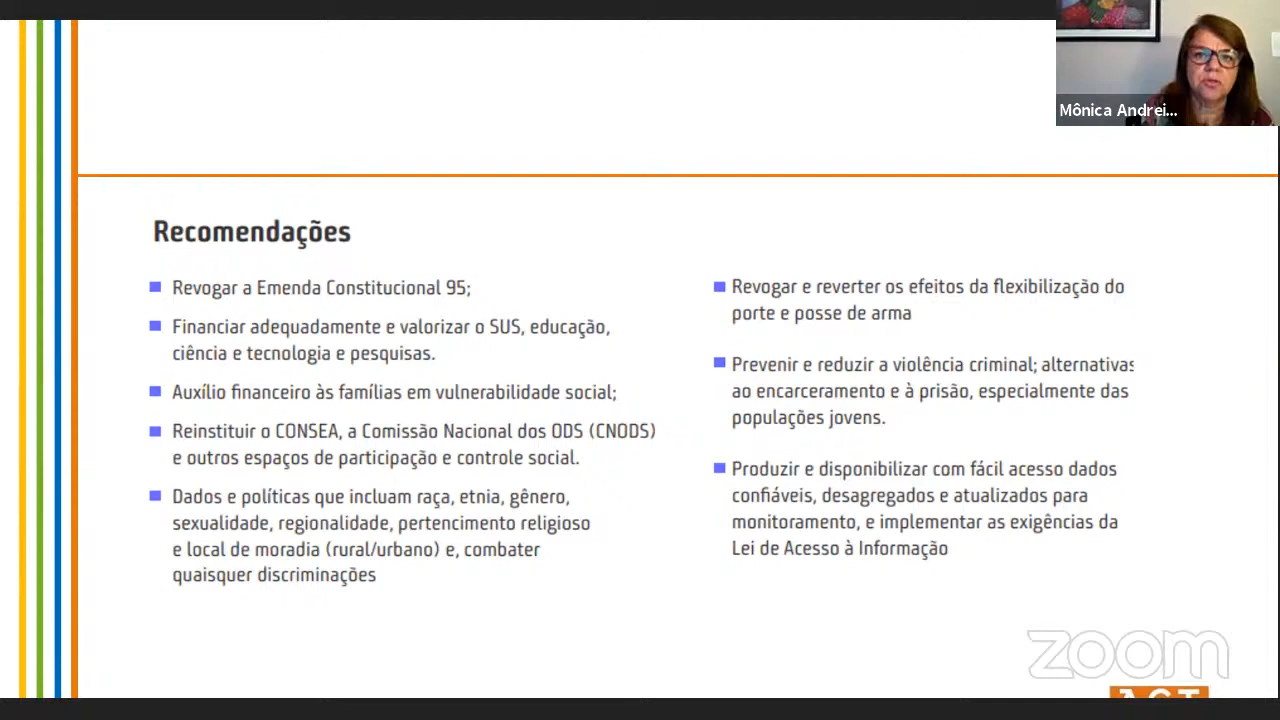 Mônica Andrei...
Recomendações
Revogar a Emenda Constitucional 95;
Financiar adequadamente e valorizar o SUS, educação,
ciência e tecnologia e pesquisas.
Auxílio financeiro às famílias em vulnerabilidade social;
Reinstituir o CONSEA, a Comissão Nacional dos ODS (CNODS)
e outros espaços de participação e controle social.
Dados e políticas que incluam raça, etnia, gênero,
sexualidade, regionalidade, pertencimento religioso
e local de moradia (rural/urbano) e, combater
quaisquer discriminações
Revogar e reverter os efeitos da flexibilização do
porte e posse de arma
Prevenir e reduzir a violência criminal; alternativas
ao encarceramento e à prisão, especialmente das
populações jovens.
Produzir e disponibilizar com fácil acesso dados
confiáveis, desagregados e atualizados para
monitoramento, e implementar as exigências da
Lei de Acesso à Informação
zoom
ACT